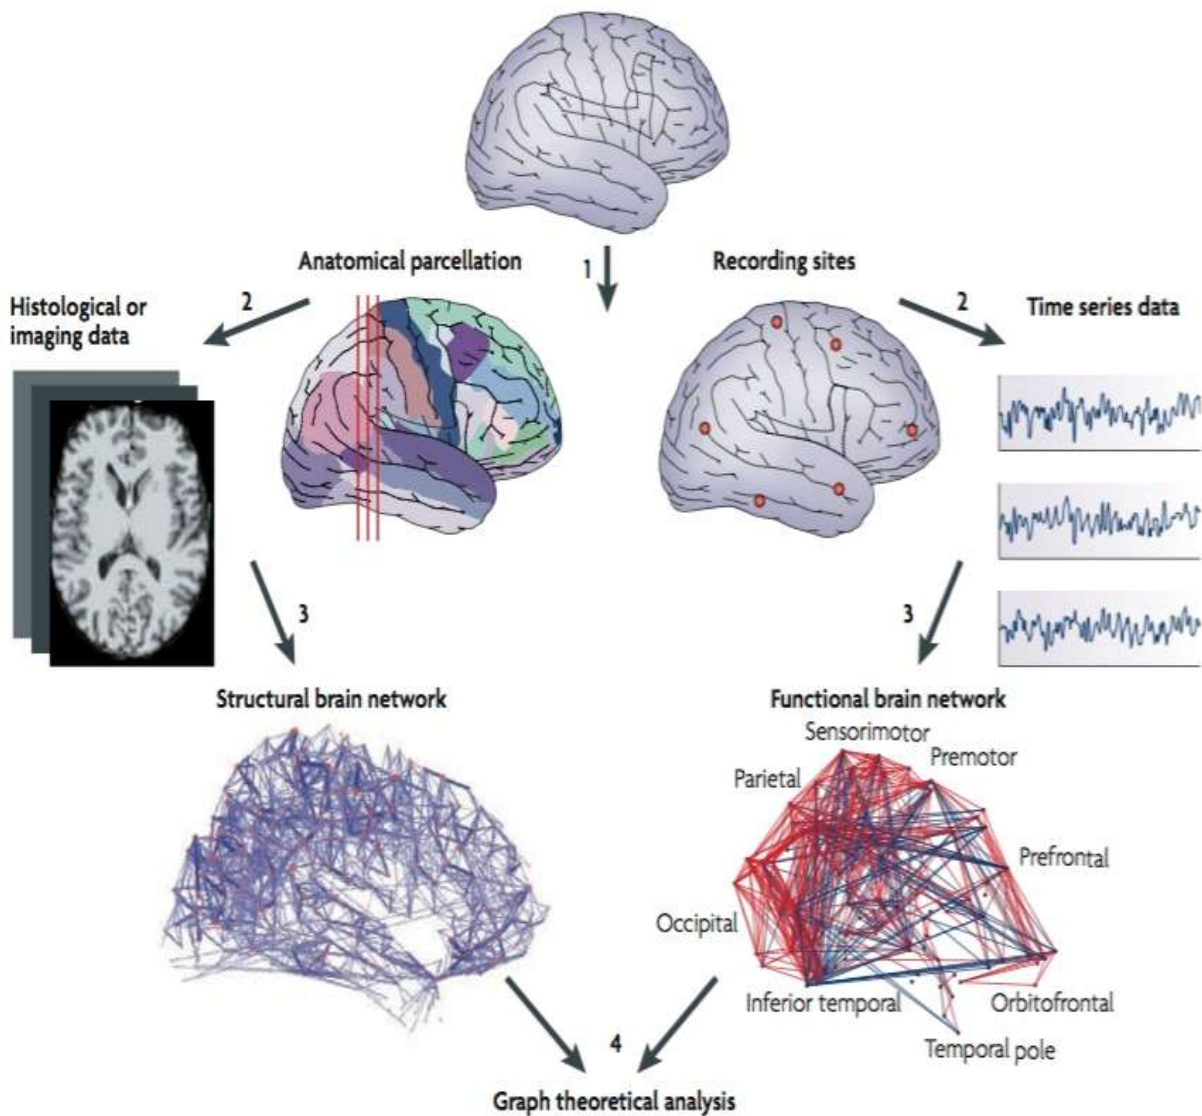 Anatomical parcellation
1
Recording sites
2
2
Histological or
imaging data
Time series data
3
3
Structural brain network
Functional brain network
Sensorimotor
Premotor
Parietal
Prefrontal
Occipital
Inferior temporal
Orbitofrontal
Temporal pole
4
Graph theoretical analysis